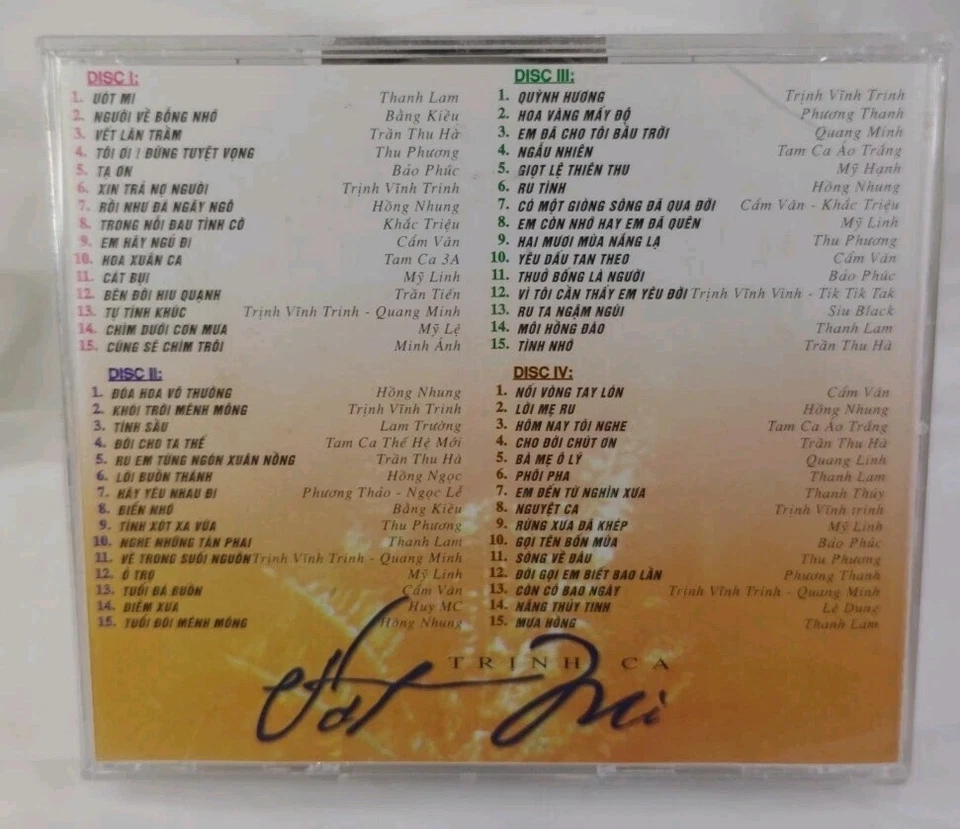 DISC I:
1. ƯỚT MI Thanh Lam
2. NGƯỜI VỀ BỖNG NHỚ Bằng Kiều
3. VẾT LĂN TRẦM Trần Thu Hà
4. TÔI ƠI ! ĐỪNG TUYỆT VỌNG Thu Phương
5. TẠ ƠN Bảo Phúc
6. XIN TRẢ NỢ NGƯỜI Trịnh Vĩnh Trinh
7. RỒI NHƯ ĐÁ NGÂY NGÔ Hồng Nhung
8. TRONG NỖI ĐAU TÌNH CỜ Khắc Triệu
9. EM HÃY NGỦ ĐI Cẩm Vân
10. HOA XUÂN CA Tam Ca 3A
11. CÁT BỤI Mỹ Linh
12. BÊN ĐỜI HIU QUẠNH Trần Tiến
13. TỰ TÌNH KHÚC Trịnh Vĩnh Trinh - Quang Minh
14. CHÌM DƯỚI CƠN MƯA Mỹ Lệ
15. CŨNG SẼ CHÌM TRÔI Minh Ánh
DISC II:
1. ĐÓA HOA VÔ THƯỜNG Hồng Nhung
2. KHÓI TRỜI MÊNH MÔNG Trịnh Vĩnh Trinh
3. TÌNH SẦU Lam Trường
4. ĐỜI CHO TA THẾ Tam Ca Thế Hệ Mới
5. RU EM TỪNG NGÓN XUÂN NỒNG Trần Thu Hà
6. LỜI BUỒN THÁNH Hồng Ngọc
7. HÃY YÊU NHAU ĐI Phương Thảo - Ngọc Lễ
8. BIỂN NHỚ Bằng Kiều
9. TÌNH XÓT XA VỪA Thu Phương
10. NGHE NHỮNG TÀN PHAI Thanh Lam
11. VỀ TRONG SUỐI NGUỒN Trịnh Vĩnh Trinh - Quang Minh
12. Ở TRỌ Mỹ Linh
13. TUỔI ĐÁ BUỒN Cẩm Vân
14. DIỄM XƯA Huy MC
15. TUỔI ĐỜI MÊNH MÔNG Hồng Nhung
DISC III:
1. QUỲNH HƯƠNG Trịnh Vĩnh Trinh
2. HOA VÀNG MẤY ĐỘ Phương Thanh
3. EM ĐÃ CHO TÔI BẦU TRỜI Quang Minh
4. NGẪU NHIÊN Tam Ca Áo Trắng
5. GIỌT LỆ THIÊN THU Mỹ Hạnh
6. RU TÌNH Hồng Nhung
7. CÓ MỘT GIÒNG SÔNG ĐÃ QUA ĐỜI Cẩm Vân - Khắc Triệu
8. EM CÒN NHỚ HAY EM ĐÃ QUÊN Mỹ Linh
9. HAI MƯƠI MÙA NẮNG LẠ Thu Phương
10. YÊU DẤU TAN THEO Cẩm Vân
11. THUỞ BỐNG LÀ NGƯỜI Bảo Phúc
12. VÌ TÔI CẦN THẤY EM YÊU ĐỜI Trịnh Vĩnh Vĩnh - Tik Tik Tak
13. RU TA NGẬM NGÙI Siu Black
14. MÔI HỒNG ĐÀO Thanh Lam
15. TÌNH NHỚ Trần Thu Hà
DISC IV:
1. NỐI VÒNG TAY LỚN Cẩm Vân
2. LỜI MẸ RU Hồng Nhung
3. HÔM NAY TÔI NGHE Tam Ca Áo Trắng
4. CHO ĐỜI CHÚT ƠN Trần Thu Hà
5. BÀ MẸ Ô LÝ Quang Linh
6. PHÔI PHA Thanh Lam
7. EM ĐẾN TỪ NGHÌN XƯA Thanh Thúy
8. NGUYỆT CA Trịnh Vĩnh trinh
9. RỪNG XƯA ĐÃ KHÉP Mỹ Linh
10. GỌI TÊN BỐN MÙA Bảo Phúc
11. SÓNG VỀ ĐÂU Thu Phương
12. ĐỜI GỌI EM BIẾT BAO LẦN Phương Thanh
13. CÒN CÓ BAO NGÀY Trịnh Vĩnh Trinh - Quang Minh
14. NẮNG THỦY TINH Lê Dung
15. MƯA HỒNG Thanh Lam
TRỊNH CA
Ướt Mi